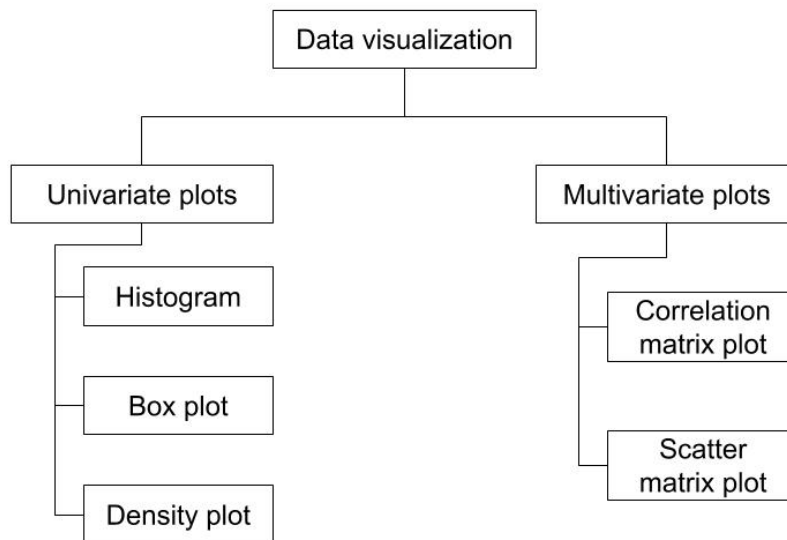 Data visualization
Univariate plots
Histogram
Box plot
Density plot
Multivariate plots
Correlation
matrix plot
Scatter
matrix plot